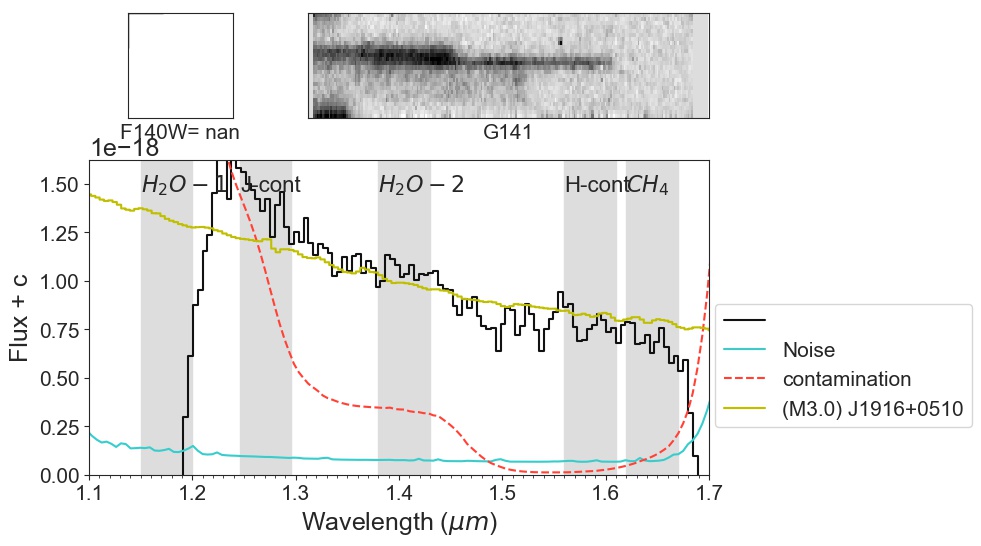 F140W= nan
G141
1e−18
H₂O − 1
J-cont
H₂O − 2
H-cont
CH₄
1.50
1.25
1.00
0.75
0.50
0.25
0.00
Flux + c
1.1
1.2
1.3
1.4
1.5
1.6
1.7
Wavelength (μm)
Noise
contamination
(M3.0) J1916+0510